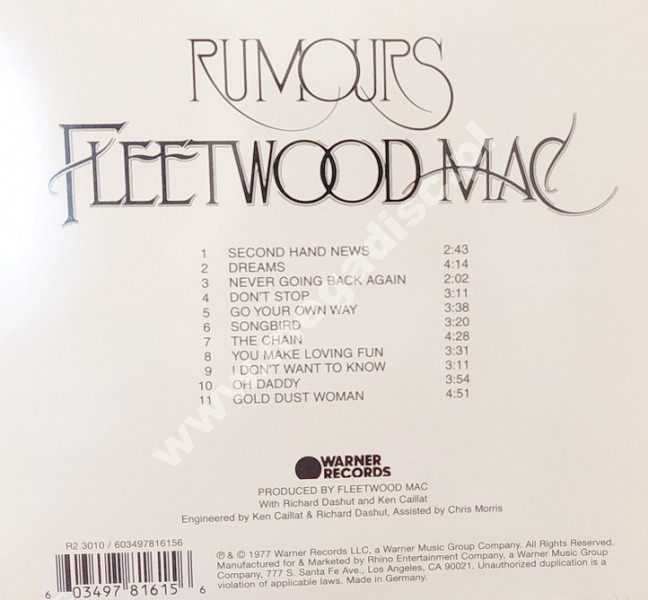 RUMOURS
FLEETWOOD MAC
1 SECOND HAND NEWS 2:43
2 DREAMS 4:14
3 NEVER GOING BACK AGAIN 2:02
4 DON'T STOP 3:11
5 GO YOUR OWN WAY 3:38
6 SONGBIRD 3:20
7 THE CHAIN 4:28
8 YOU MAKE LOVING FUN 3:31
9 I DON'T WANT TO KNOW 3:11
10 OH DADDY 3:54
11 GOLD DUST WOMAN 4:51
WARNER
RECORDS
PRODUCED BY FLEETWOOD MAC
With Richard Dashut and Ken Caillat
Engineered by Ken Caillat & Richard Dashut, Assisted by Chris Morris
R2 3010 / 603497816156
6 03497 81615 6
℗ & © 1977 Warner Records LLC, a Warner Music Group Company. All Rights Reserved.
Manufactured for & Marketed by Rhino Entertainment Company, a Warner Music Group
Company, 777 S. Santa Fe Ave., Los Angeles, CA 90021. Unauthorized duplication is a
violation of applicable laws. Made in Germany.